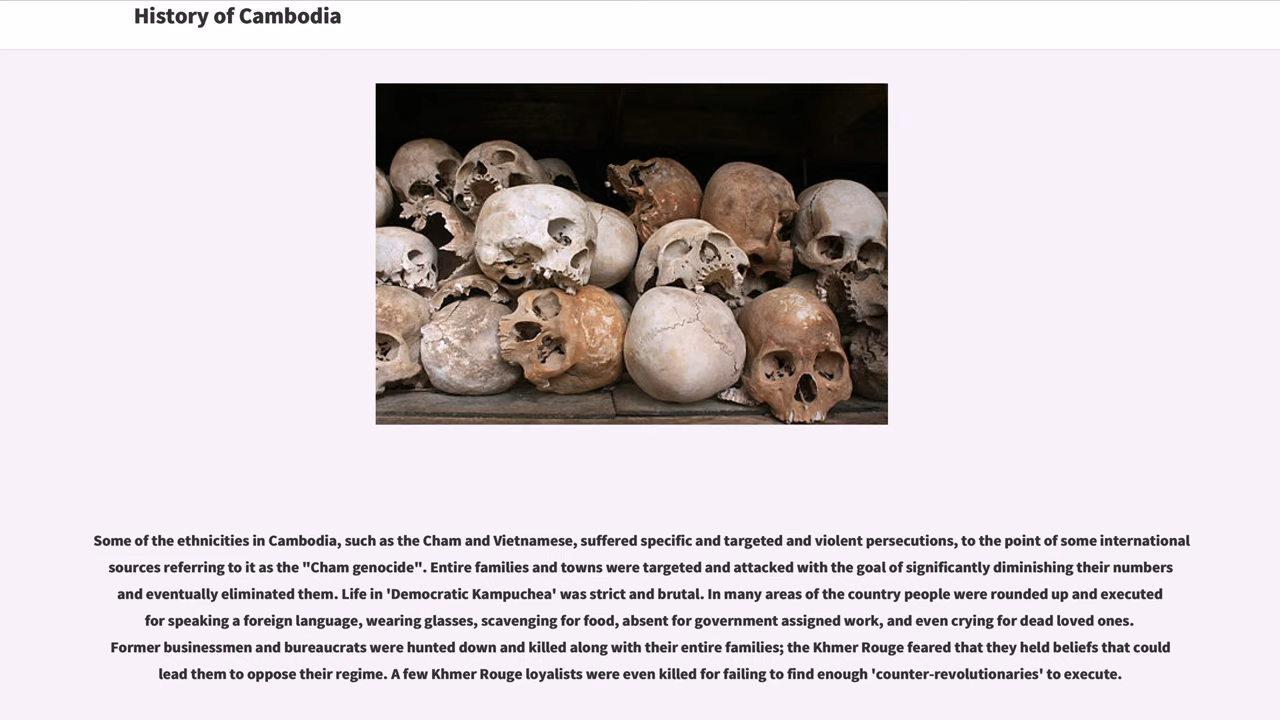 History of Cambodia
Some of the ethnicities in Cambodia, such as the Cham and Vietnamese, suffered specific and targeted and violent persecutions, to the point of some international
sources referring to it as the "Cham genocide". Entire families and towns were targeted and attacked with the goal of significantly diminishing their numbers
and eventually eliminated them. Life in 'Democratic Kampuchea' was strict and brutal. In many areas of the country people were rounded up and executed
for speaking a foreign language, wearing glasses, scavenging for food, absent for government assigned work, and even crying for dead loved ones.
Former businessmen and bureaucrats were hunted down and killed along with their entire families; the Khmer Rouge feared that they held beliefs that could
lead them to oppose their regime. A few Khmer Rouge loyalists were even killed for failing to find enough 'counter-revolutionaries' to execute.